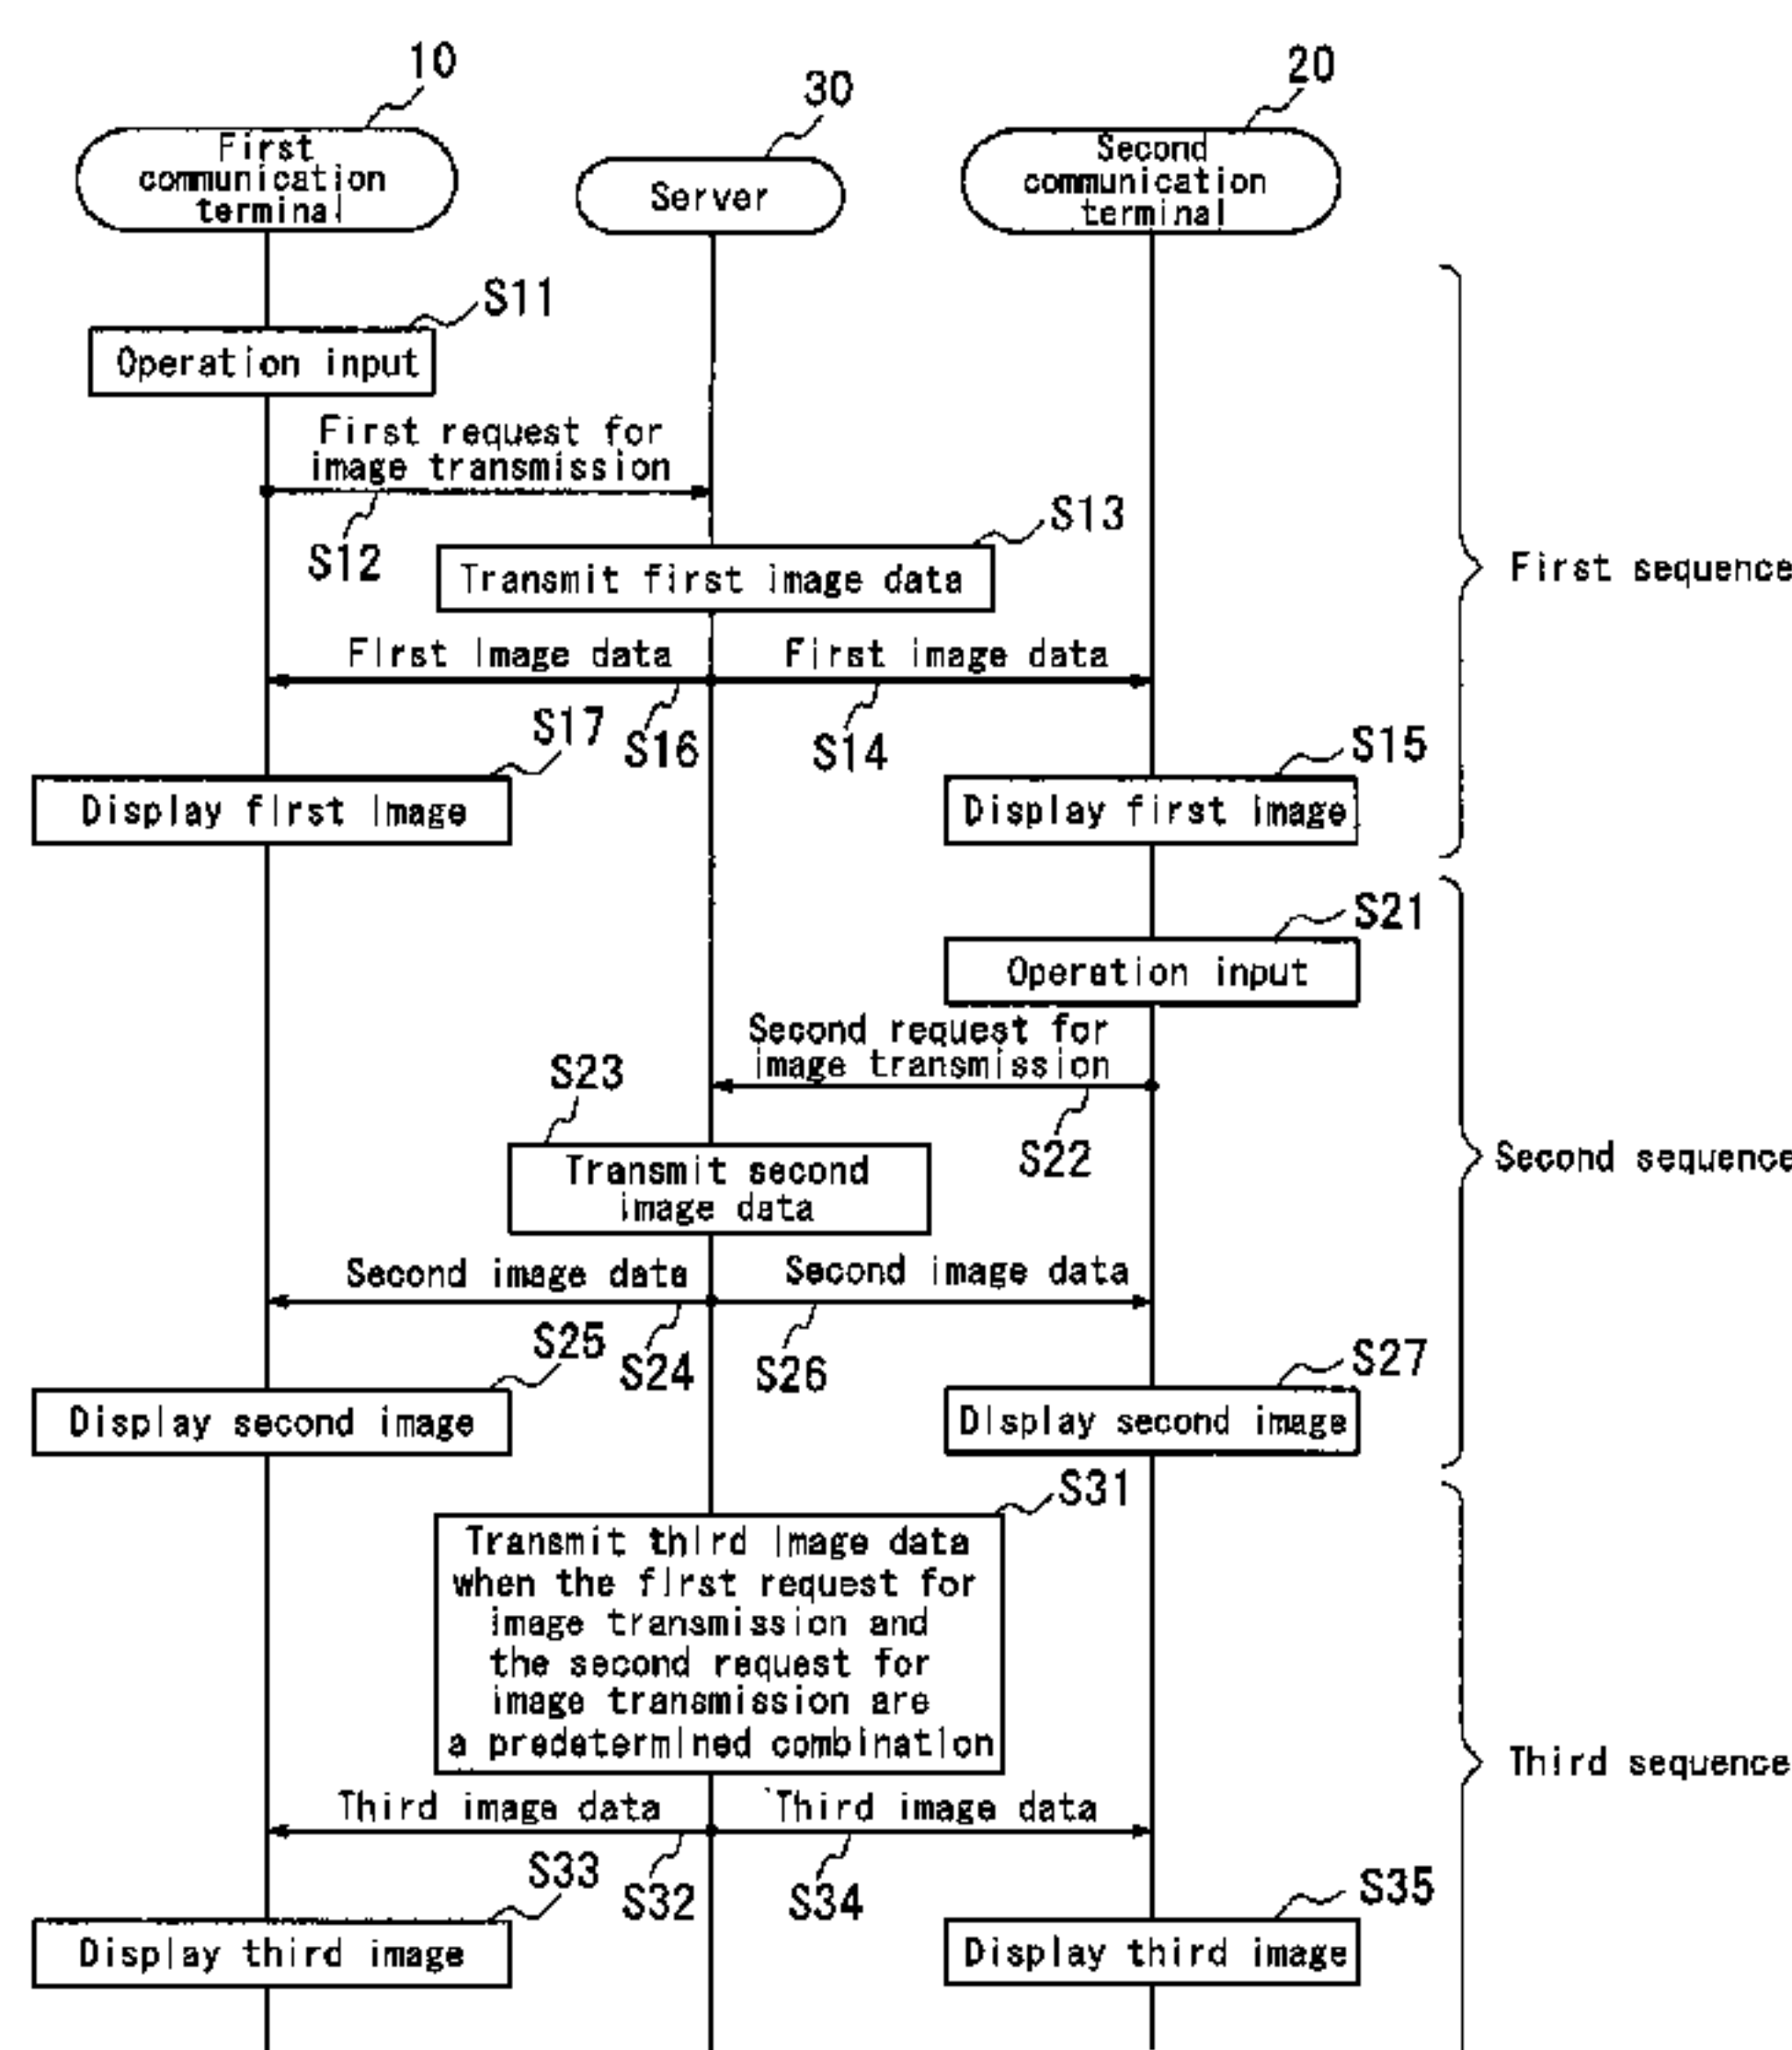 10
30
20
First
communication
terminal
Server
Second
communication
terminal
S11
Operation input
First request for
image transmission
S12
S13
Transmit first image data
First image data
First image data
S17
S16
S14
S15
Display first image
Display first image
First sequence
S21
Operation input
Second request for
image transmission
S23
S22
Transmit second
image data
Second sequence
Second image data
Second image data
S25
S24
S26
S27
Display second image
Display second image
S31
Transmit third image data
when the first request for
image transmission and
the second request for
image transmission are
a predetermined combination
Third sequence
Third image data
Third image data
S33
S32
S34
S35
Display third image
Display third image